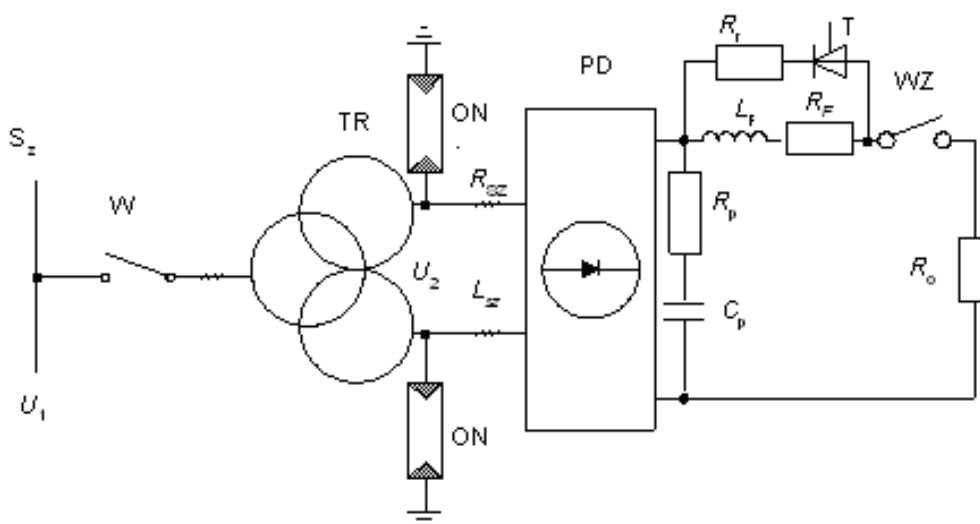 S_z
W
TR
ON
PD
R_r
T
WZ
L_F
R_F
R_sz
R_p
U_2
L_sz
C_p
R_o
U_1
ON